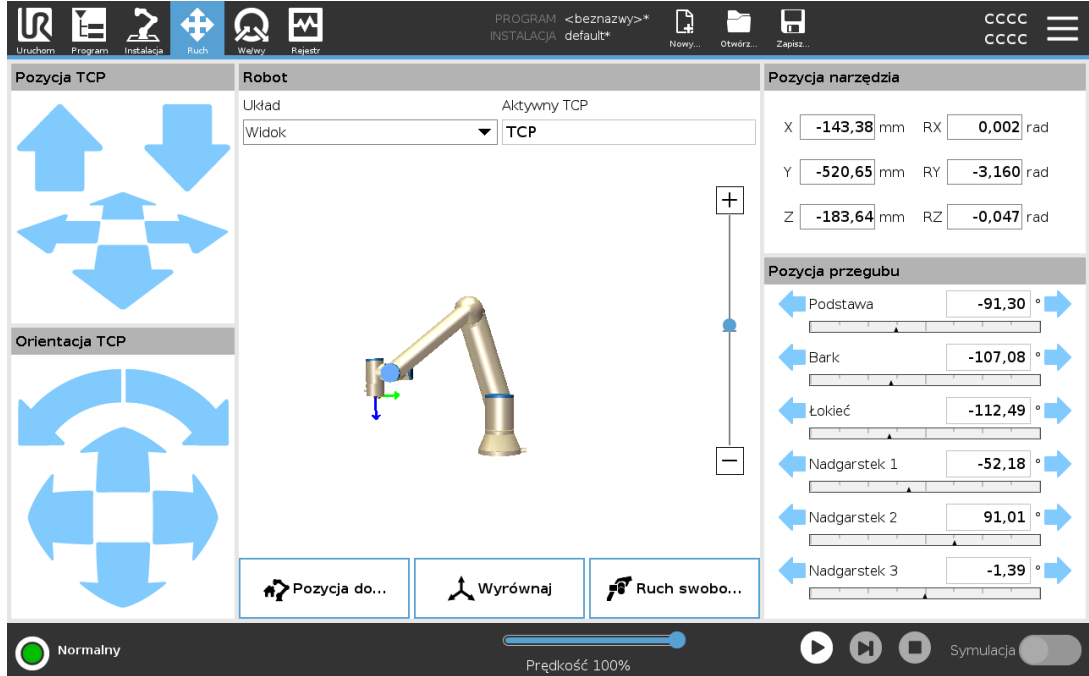 PROGRAM <beznazwy>*
INSTALACJA default*
CCCC
CCCC
Uruchom Program Instalacja Ruch We/wy Rejestr Nowy... Otwórz... Zapisz...
Pozycja TCP
Orientacja TCP
Robot
Układ Aktywny TCP
Widok TCP
+
−
Pozycja do... Wyrównaj Ruch swobo...
Pozycja narzędzia
X -143,38 mm RX 0,002 rad
Y -520,65 mm RY -3,160 rad
Z -183,64 mm RZ -0,047 rad
Pozycja przegubu
Podstawa -91,30 °
Bark -107,08 °
Łokieć -112,49 °
Nadgarstek 1 -52,18 °
Nadgarstek 2 91,01 °
Nadgarstek 3 -1,39 °
Normalny
Prędkość 100%
Symulacja